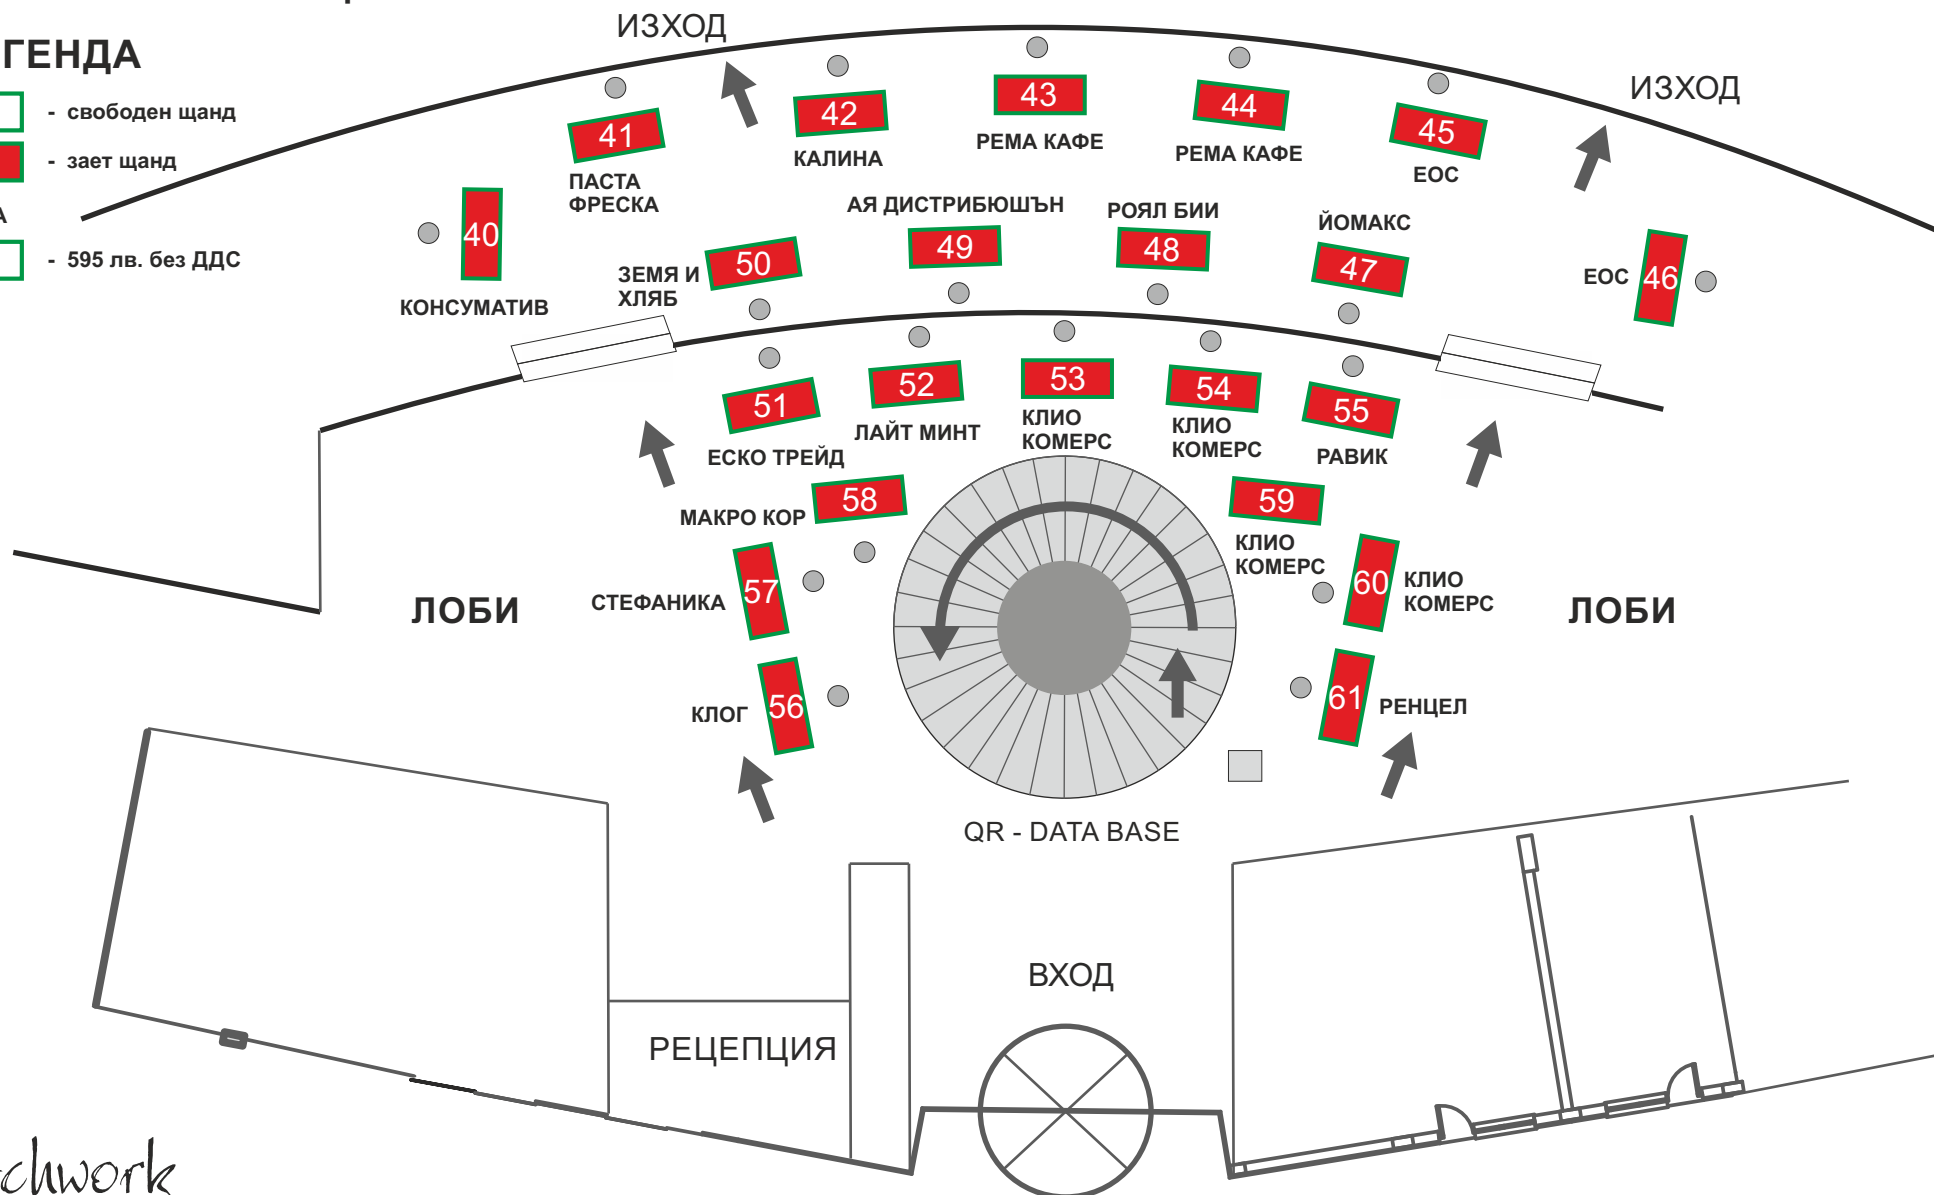 ИЗХОД
ГЕНДА
- свободен щанд
- зает щанд
А
- 595 лв. без ДДС
ИЗХОД
41
ПАСТА
ФРЕСКА
42
КАЛИНА
43
РЕМА КАФЕ
44
РЕМА КАФЕ
45
ЕОС
40
КОНСУМАТИВ
ЗЕМЯ И
ХЛЯБ
50
АЯ ДИСТРИБЮШЪН
49
РОЯЛ БИИ
48
ЙОМАКС
47
ЕОС
46
51
ЕСКО ТРЕЙД
52
ЛАЙТ МИНТ
53
КЛИО
КОМЕРС
54
КЛИО
КОМЕРС
55
РАВИК
МАКРО КОР
58
59
КЛИО
КОМЕРС
ЛОБИ
СТЕФАНИКА
57
60
КЛИО
КОМЕРС
ЛОБИ
КЛОГ
56
61
РЕНЦЕЛ
QR - DATA BASE
ВХОД
РЕЦЕПЦИЯ
chwork